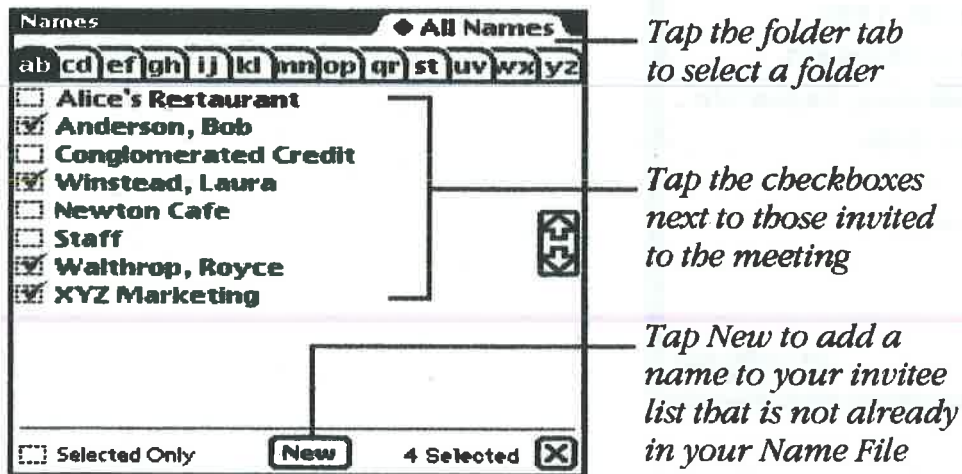 Names
All Names
ab cd ef gh ij kl mn op qr st uv wx yz
Alice's Restaurant
Anderson, Bob
Conglomerated Credit
Winstead, Laura
Newton Cafe
Staff
Walthrop, Royce
XYZ Marketing
Selected Only New 4 Selected
Tap the folder tab
to select a folder
Tap the checkboxes
next to those invited
to the meeting
Tap New to add a
name to your invitee
list that is not already
in your Name File